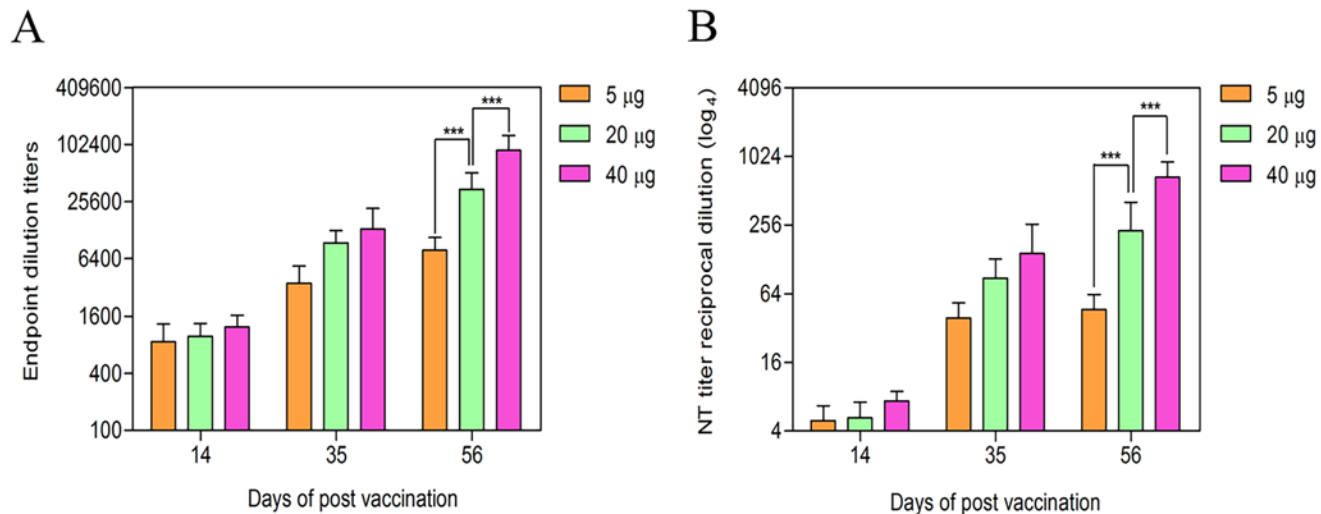 A
Endpoint dilution titers
409600
102400
25600
6400
1600
400
100
***
***
14
35
56
Days of post vaccination
5 μg
20 μg
40 μg
B
NT titer reciprocal dilution (log₄)
4096
1024
256
64
16
4
***
***
14
35
56
Days of post vaccination
5 μg
20 μg
40 μg